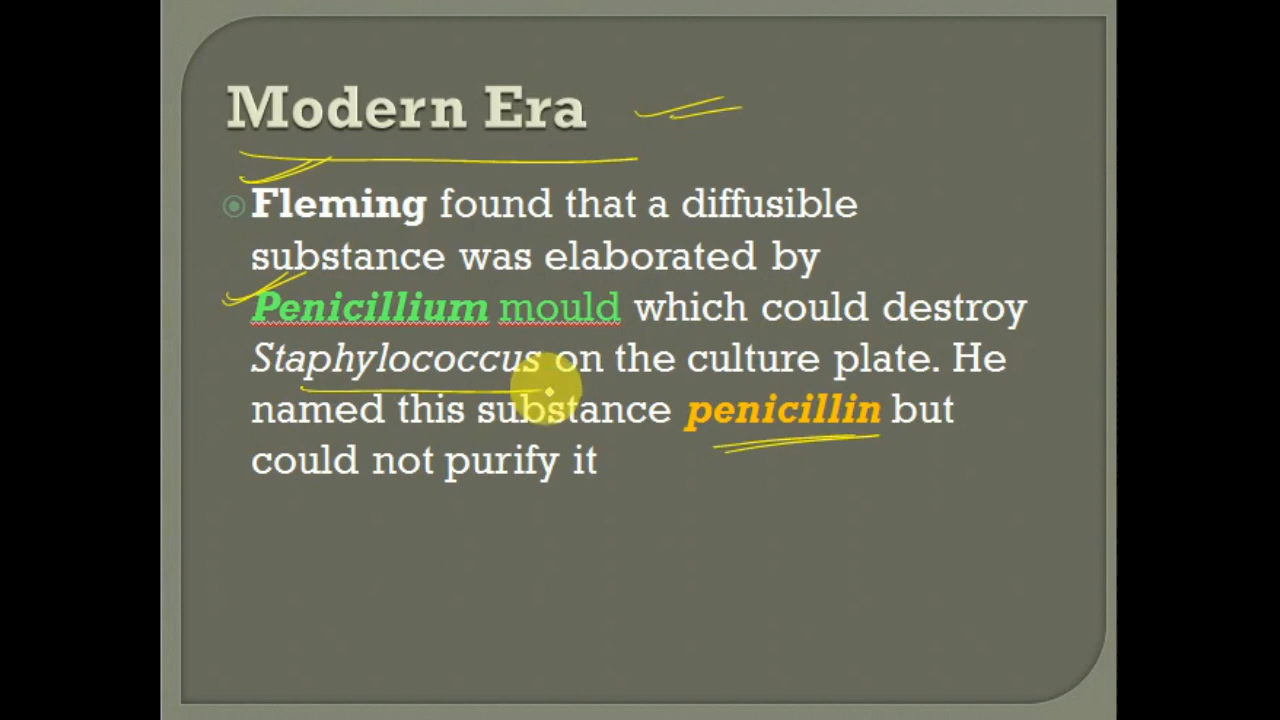 Modern Era
Fleming found that a diffusible
substance was elaborated by
Penicillium mould which could destroy
Staphylococcus on the culture plate. He
named this substance penicillin but
could not purify it